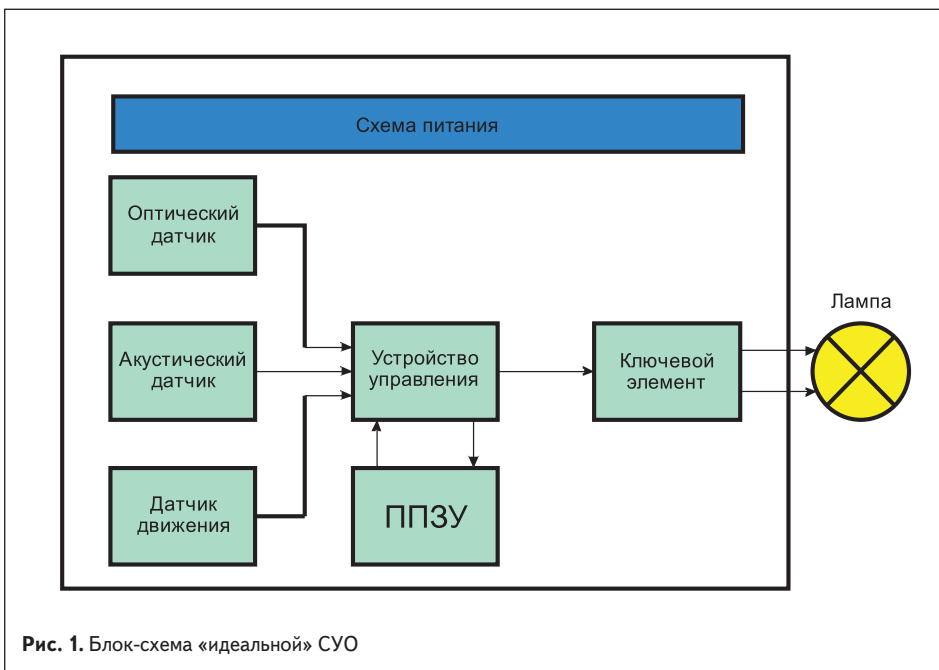 Схема питания
Оптический
датчик
Лампа
Акустический
датчик
Устройство
управления
Ключевой
элемент
Датчик
движения
ППЗУ
Рис. 1. Блок-схема «идеальной» СУО